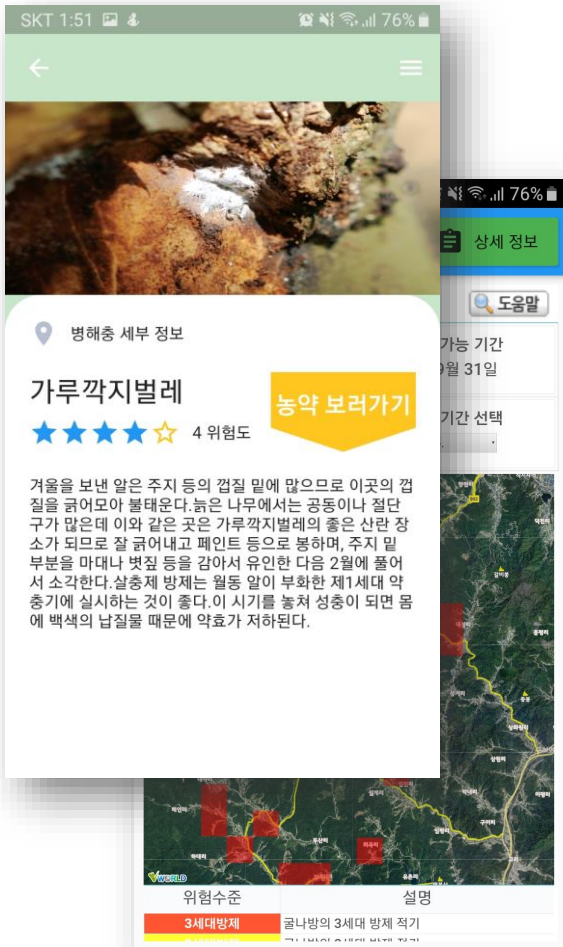 SKT 1:51
76%
병해충 세부 정보
가루깍지벌레
농약 보러가기
4 위험도
겨울을 보낸 알은 주지 등의 껍질 밑에 많으므로 이곳의 껍
질을 긁어모아 불태운다.늙은 나무에서는 공동이나 절단
구가 많은데 이와 같은 곳은 가루깍지벌레의 좋은 산란 장
소가 되므로 잘 긁어내고 페인트 등으로 봉하며, 주지 밑
부분을 마대나 볏짚 등을 감아서 유인한 다음 2월에 풀어
서 소각한다.살충제 방제는 월동 알이 부화한 제1세대 약
충기에 실시하는 것이 좋다.이 시기를 놓쳐 성충이 되면 몸
에 백색의 납질물 때문에 약효가 저하된다.
76%
상세 정보
도움말
가능 기간
월 31일
기간 선택
VWORLD
위험수준 설명
3세대방제 굴나방의 3세대 방제 적기